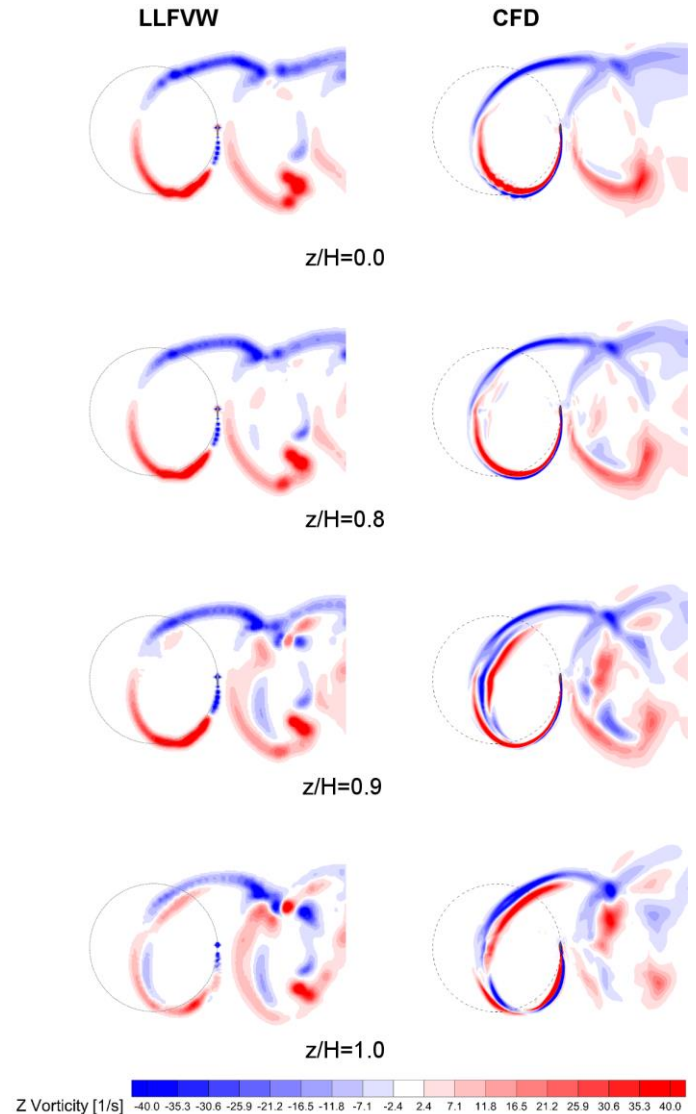 LLFVW CFD
z/H=0.0
z/H=0.8
z/H=0.9
z/H=1.0
Z Vorticity [1/s] -40.0 -35.3 -30.6 -25.9 -21.2 -16.5 -11.8 -7.1 -2.4 2.4 7.1 11.8 16.5 21.2 25.9 30.6 35.5 40.0